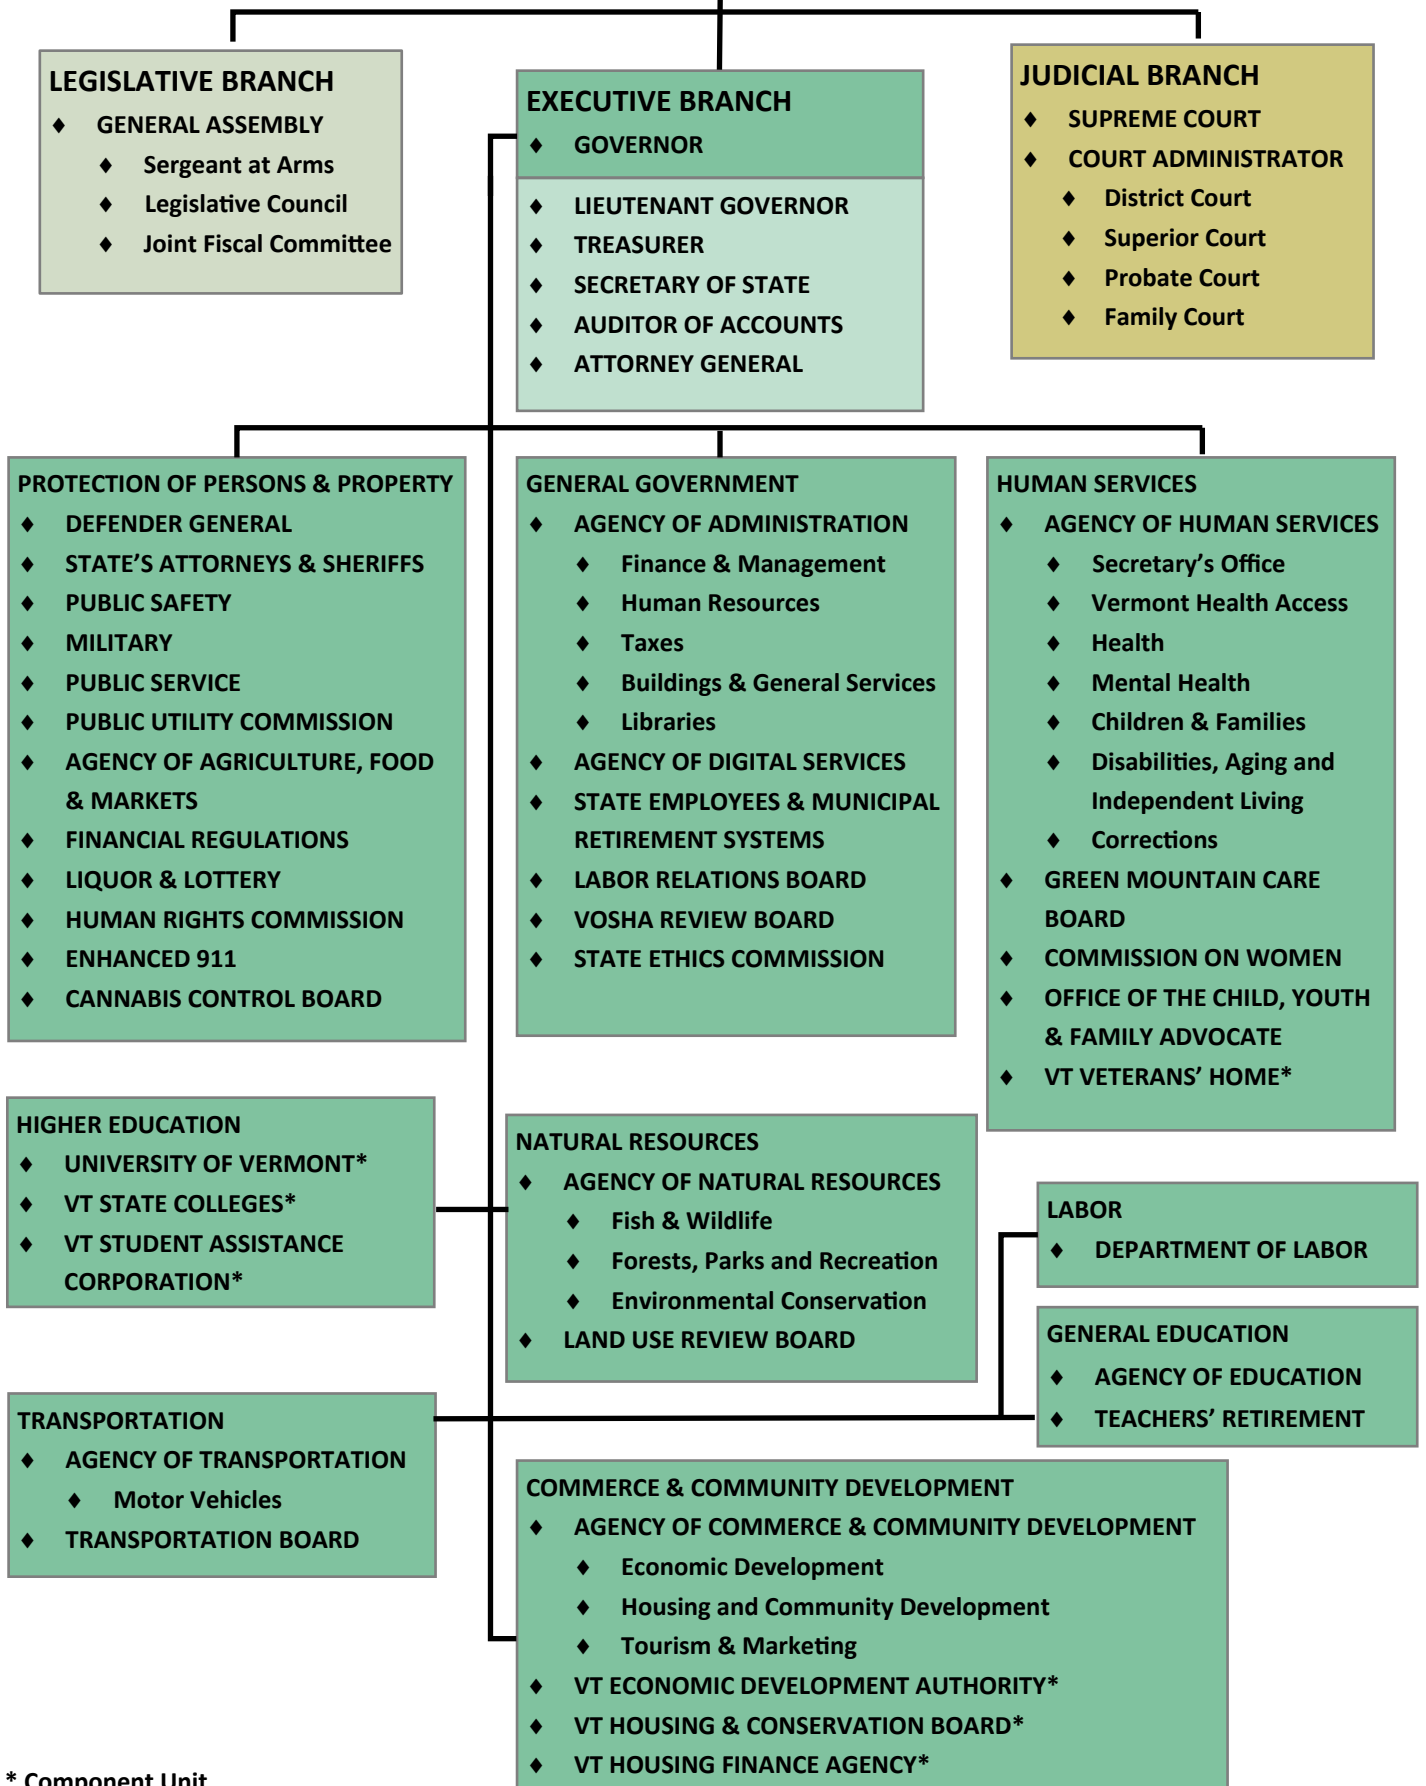 LEGISLATIVE BRANCH
♦ GENERAL ASSEMBLY
♦ Sergeant at Arms
♦ Legislative Council
♦ Joint Fiscal Committee
EXECUTIVE BRANCH
♦ GOVERNOR
♦ LIEUTENANT GOVERNOR
♦ TREASURER
♦ SECRETARY OF STATE
♦ AUDITOR OF ACCOUNTS
♦ ATTORNEY GENERAL
JUDICIAL BRANCH
♦ SUPREME COURT
♦ COURT ADMINISTRATOR
♦ District Court
♦ Superior Court
♦ Probate Court
♦ Family Court
PROTECTION OF PERSONS & PROPERTY
♦ DEFENDER GENERAL
♦ STATE’S ATTORNEYS & SHERIFFS
♦ PUBLIC SAFETY
♦ MILITARY
♦ PUBLIC SERVICE
♦ PUBLIC UTILITY COMMISSION
♦ AGENCY OF AGRICULTURE, FOOD
& MARKETS
♦ FINANCIAL REGULATIONS
♦ LIQUOR & LOTTERY
♦ HUMAN RIGHTS COMMISSION
♦ ENHANCED 911
♦ CANNABIS CONTROL BOARD
GENERAL GOVERNMENT
♦ AGENCY OF ADMINISTRATION
♦ Finance & Management
♦ Human Resources
♦ Taxes
♦ Buildings & General Services
♦ Libraries
♦ AGENCY OF DIGITAL SERVICES
♦ STATE EMPLOYEES & MUNICIPAL
RETIREMENT SYSTEMS
♦ LABOR RELATIONS BOARD
♦ VOSHA REVIEW BOARD
♦ STATE ETHICS COMMISSION
HUMAN SERVICES
♦ AGENCY OF HUMAN SERVICES
♦ Secretary’s Office
♦ Vermont Health Access
♦ Health
♦ Mental Health
♦ Children & Families
♦ Disabilities, Aging and
Independent Living
♦ Corrections
♦ GREEN MOUNTAIN CARE
BOARD
♦ COMMISSION ON WOMEN
♦ OFFICE OF THE CHILD, YOUTH
& FAMILY ADVOCATE
♦ VT VETERANS’ HOME*
HIGHER EDUCATION
♦ UNIVERSITY OF VERMONT*
♦ VT STATE COLLEGES*
♦ VT STUDENT ASSISTANCE
CORPORATION*
NATURAL RESOURCES
♦ AGENCY OF NATURAL RESOURCES
♦ Fish & Wildlife
♦ Forests, Parks and Recreation
♦ Environmental Conservation
♦ LAND USE REVIEW BOARD
LABOR
♦ DEPARTMENT OF LABOR
GENERAL EDUCATION
♦ AGENCY OF EDUCATION
♦ TEACHERS’ RETIREMENT
TRANSPORTATION
♦ AGENCY OF TRANSPORTATION
♦ Motor Vehicles
♦ TRANSPORTATION BOARD
COMMERCE & COMMUNITY DEVELOPMENT
♦ AGENCY OF COMMERCE & COMMUNITY DEVELOPMENT
♦ Economic Development
♦ Housing and Community Development
♦ Tourism & Marketing
♦ VT ECONOMIC DEVELOPMENT AUTHORITY*
♦ VT HOUSING & CONSERVATION BOARD*
♦ VT HOUSING FINANCE AGENCY*
* Component Unit